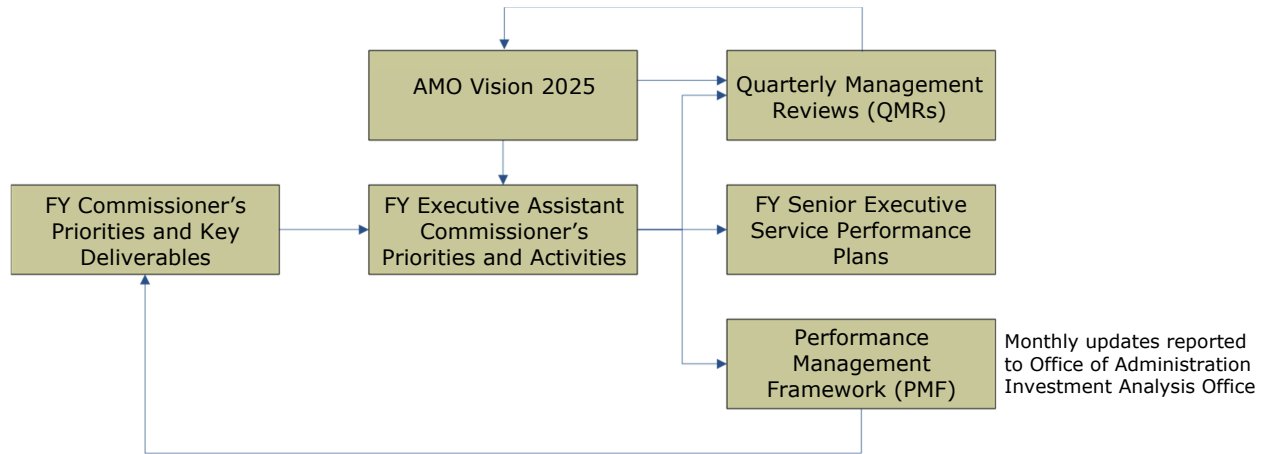 AMO Vision 2025
Quarterly Management
Reviews (QMRs)
FY Commissioner’s
Priorities and Key
Deliverables
FY Executive Assistant
Commissioner’s
Priorities and Activities
FY Senior Executive
Service Performance
Plans
Performance
Management
Framework (PMF)
Monthly updates reported
to Office of Administration
Investment Analysis Office